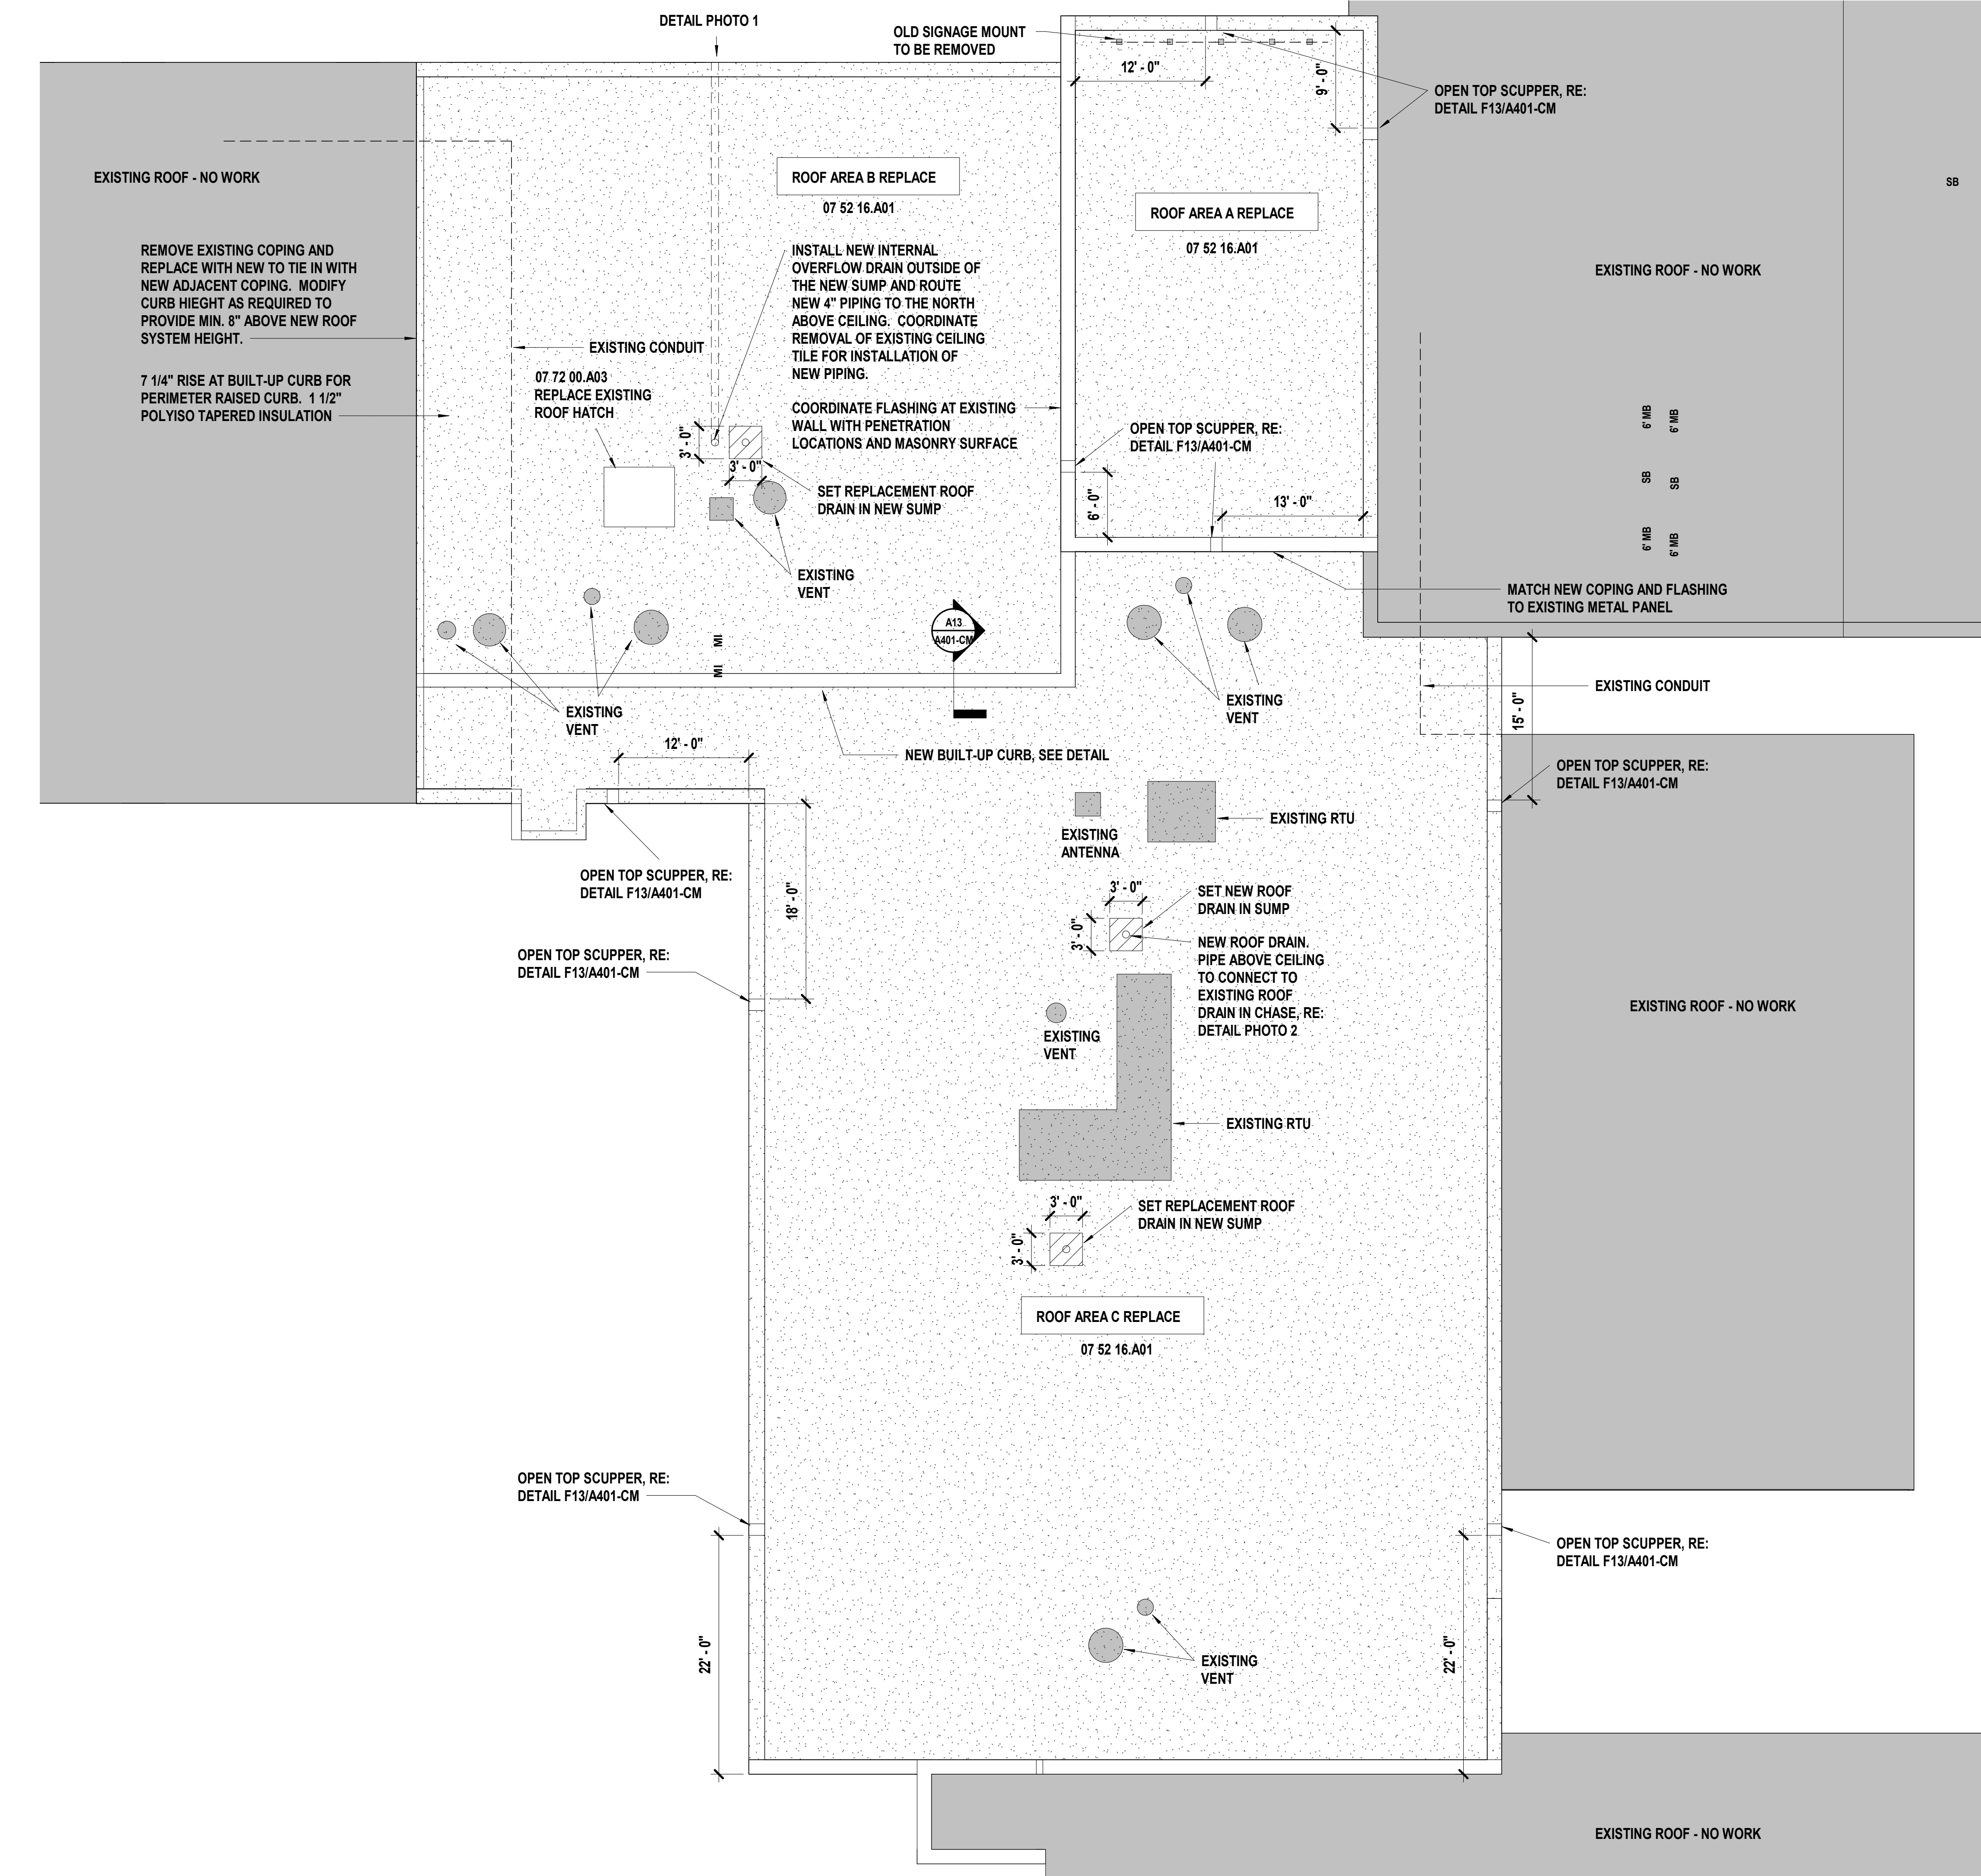 DETAIL PHOTO 1
OLD SIGNAGE MOUNT
TO BE REMOVED
12' - 0"
9' - 0"
OPEN TOP SCUPPER, RE:
DETAIL F13/A401-CM
EXISTING ROOF - NO WORK
ROOF AREA B REPLACE
07 52 16.A01
ROOF AREA A REPLACE
07 52 16.A01
SB
EXISTING ROOF - NO WORK
REMOVE EXISTING COPING AND
REPLACE WITH NEW TO TIE IN WITH
NEW ADJACENT COPING. MODIFY
CURB HIEGHT AS REQUIRED TO
PROVIDE MIN. 8" ABOVE NEW ROOF
SYSTEM HEIGHT.
7 1/4" RISE AT BUILT-UP CURB FOR
PERIMETER RAISED CURB. 1 1/2"
POLYISO TAPERED INSULATION
EXISTING CONDUIT
07 72 00.A03
REPLACE EXISTING
ROOF HATCH
INSTALL NEW INTERNAL
OVERFLOW DRAIN OUTSIDE OF
THE NEW SUMP AND ROUTE
NEW 4" PIPING TO THE NORTH
ABOVE CEILING. COORDINATE
REMOVAL OF EXISTING CEILING
TILE FOR INSTALLATION OF
NEW PIPING.
COORDINATE FLASHING AT EXISTING
WALL WITH PENETRATION
LOCATIONS AND MASONRY SURFACE
3' - 0"
3' - 0"
SET REPLACEMENT ROOF
DRAIN IN NEW SUMP
OPEN TOP SCUPPER, RE:
DETAIL F13/A401-CM
6' - 0"
13' - 0"
6' MB
6' MB
SB
SB
6' MB
6' MB
EXISTING
VENT
MATCH NEW COPING AND FLASHING
TO EXISTING METAL PANEL
A13
A401-CM
MI
MI
EXISTING
VENT
EXISTING
VENT
EXISTING CONDUIT
15' - 0"
12' - 0"
NEW BUILT-UP CURB, SEE DETAIL
OPEN TOP SCUPPER, RE:
DETAIL F13/A401-CM
EXISTING
ANTENNA
EXISTING RTU
OPEN TOP SCUPPER, RE:
DETAIL F13/A401-CM
18' - 0"
3' - 0"
3' - 0"
SET NEW ROOF
DRAIN IN SUMP
NEW ROOF DRAIN.
PIPE ABOVE CEILING
TO CONNECT TO
EXISTING ROOF
DRAIN IN CHASE, RE:
DETAIL PHOTO 2
OPEN TOP SCUPPER, RE:
DETAIL F13/A401-CM
EXISTING
VENT
EXISTING ROOF - NO WORK
EXISTING RTU
3' - 0"
3' - 0"
SET REPLACEMENT ROOF
DRAIN IN NEW SUMP
ROOF AREA C REPLACE
07 52 16.A01
OPEN TOP SCUPPER, RE:
DETAIL F13/A401-CM
OPEN TOP SCUPPER, RE:
DETAIL F13/A401-CM
22' - 0"
22' - 0"
EXISTING
VENT
EXISTING ROOF - NO WORK